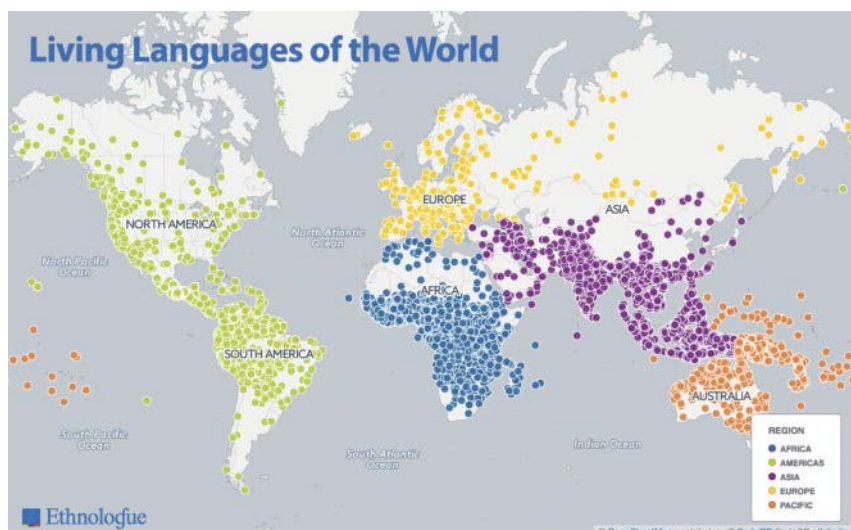 Living Languages of the World
NORTH AMERICA
EUROPE
ASIA
North Atlantic
Ocean
North Pacific
Ocean
AFRICA
SOUTH AMERICA
AUSTRALIA
South Pacific
Ocean
South Atlantic
Ocean
Indian Ocean
REGION
AFRICA
AMERICAS
ASIA
EUROPE
PACIFIC
Ethnologue